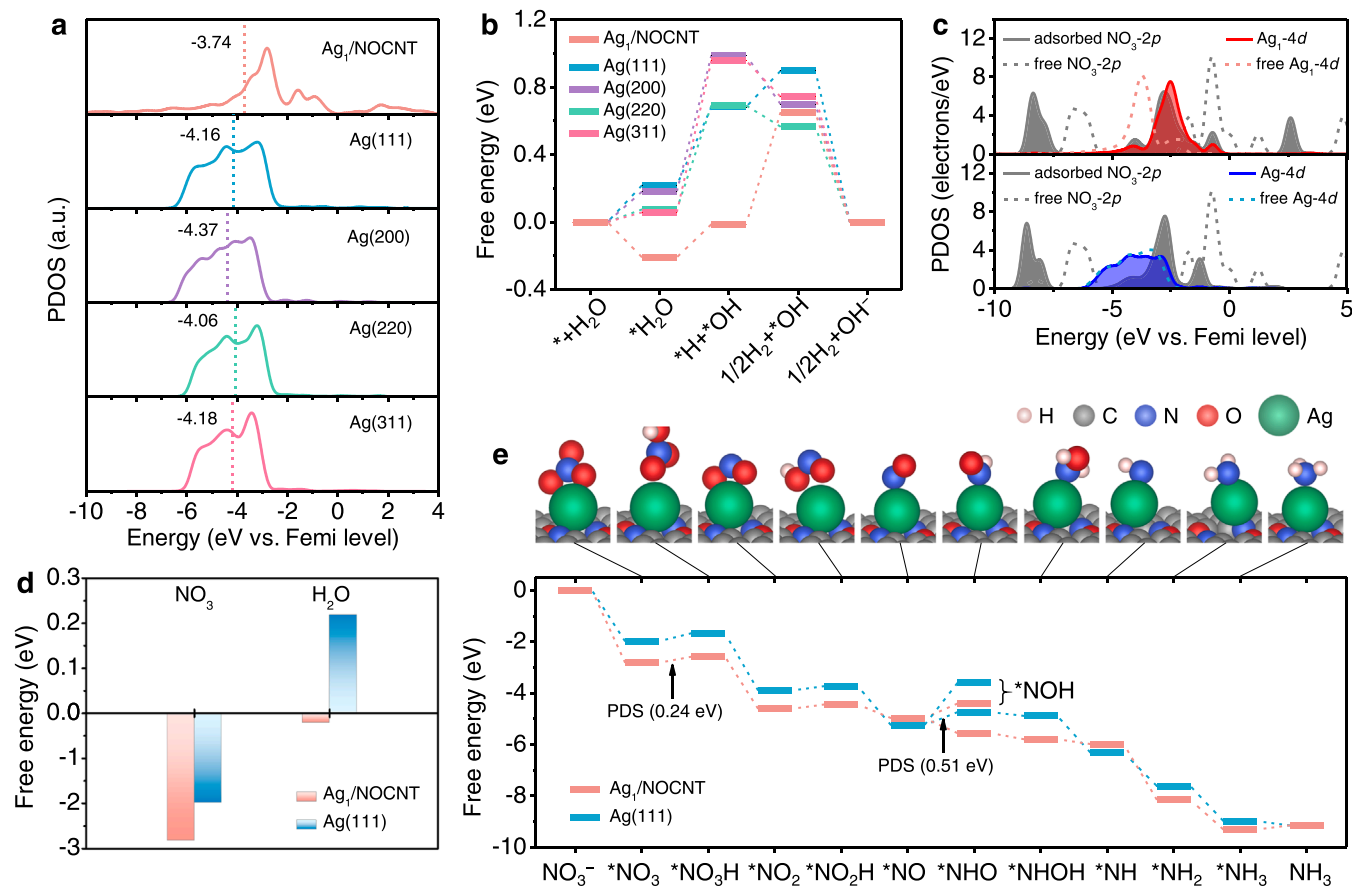 a
-3.74
Ag₁/NOCNT
-4.16
Ag(111)
-4.37
Ag(200)
-4.06
Ag(220)
-4.18
Ag(311)
PDOS (a.u.)
-10 -8 -6 -4 -2 0 2 4
Energy (eV vs. Femi level)
b
1.2
0.8
0.4
0.0
-0.4
Free energy (eV)
Ag₁/NOCNT
Ag(111)
Ag(200)
Ag(220)
Ag(311)
*+H₂O
*H₂O
*H+*OH
1/2H₂+*OH
1/2H₂+OH⁻
c
12
8
4
0
adsorbed NO₃-2p
Ag₁-4d
free NO₃-2p
free Ag₁-4d
12
8
4
0
adsorbed NO₃-2p
Ag-4d
free NO₃-2p
free Ag-4d
PDOS (electrons/eV)
-10 -5 0 5
Energy (eV vs. Femi level)
d
0.3
0.2
0.1
0.0
-1
-2
-3
Free energy (eV)
NO₃
H₂O
Ag₁/NOCNT
Ag(111)
e
H C N O Ag
0
-2
-4
-6
-8
-10
Free energy (eV)
PDS (0.24 eV)
*NOH
PDS (0.51 eV)
Ag₁/NOCNT
Ag(111)
NO₃⁻ *NO₃ *NO₃H *NO₂ *NO₂H *NO *NHO *NHOH *NH *NH₂ *NH₃ NH₃